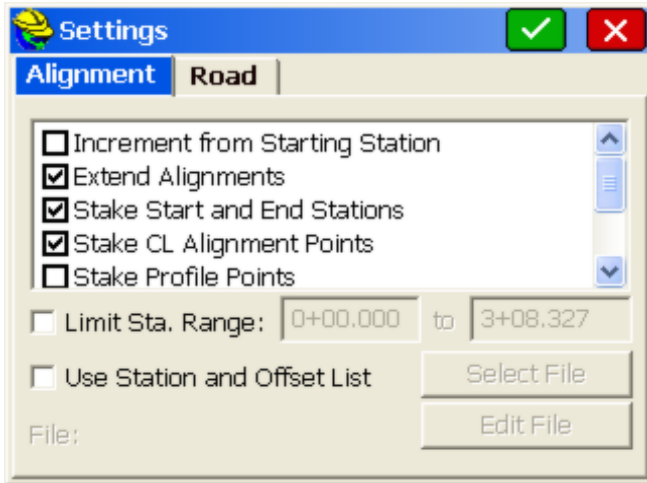 Settings
Alignment Road
Increment from Starting Station
Extend Alignments
Stake Start and End Stations
Stake CL Alignment Points
Stake Profile Points
Limit Sta. Range: 0+00.000 to 3+08.327
Use Station and Offset List Select File
File: Edit File